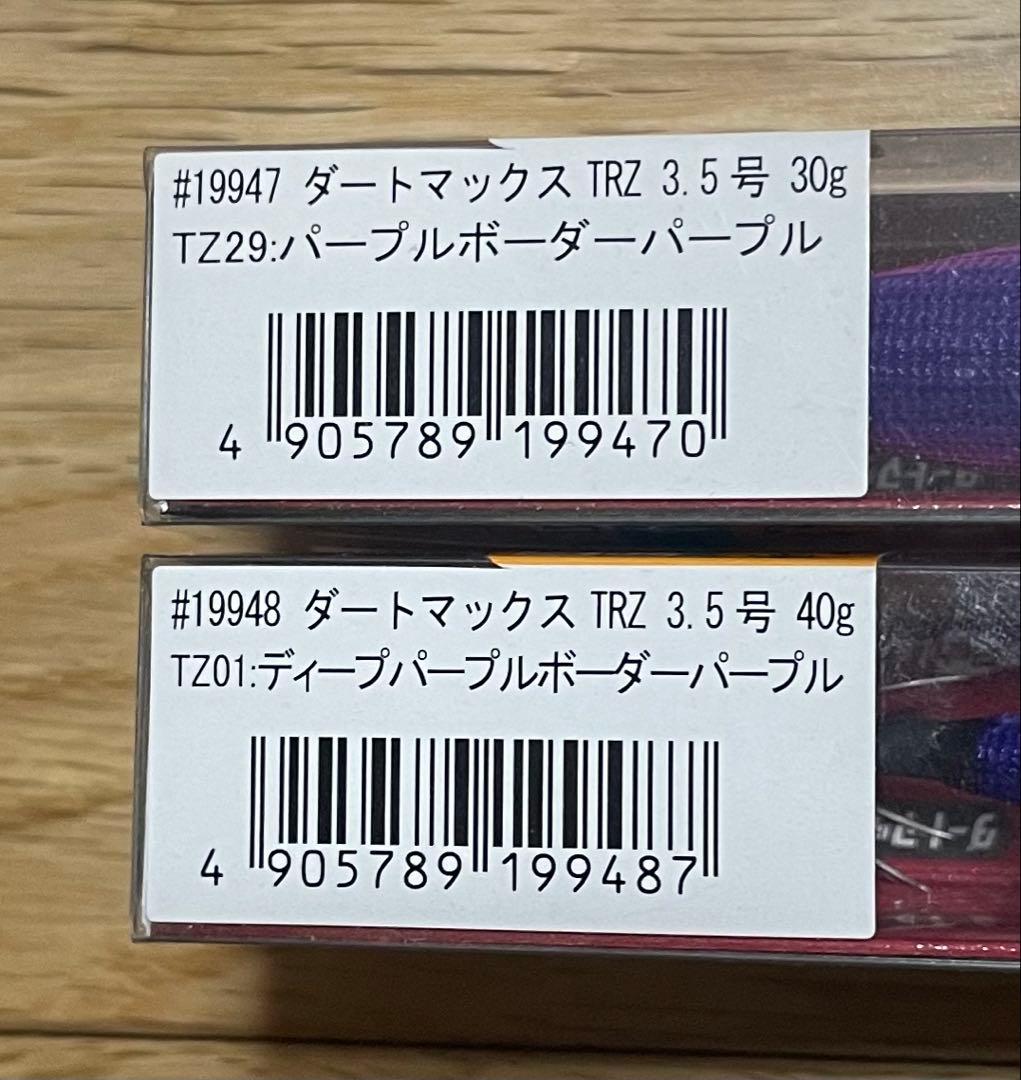 #19947 ダートマックス TRZ 3.5号 30g
TZ29:パープルボーダーパープル
4 905789 199470
#19948 ダートマックス TRZ 3.5号 40g
TZ01:ディープパープルボーダーパープル
4 905789 199487